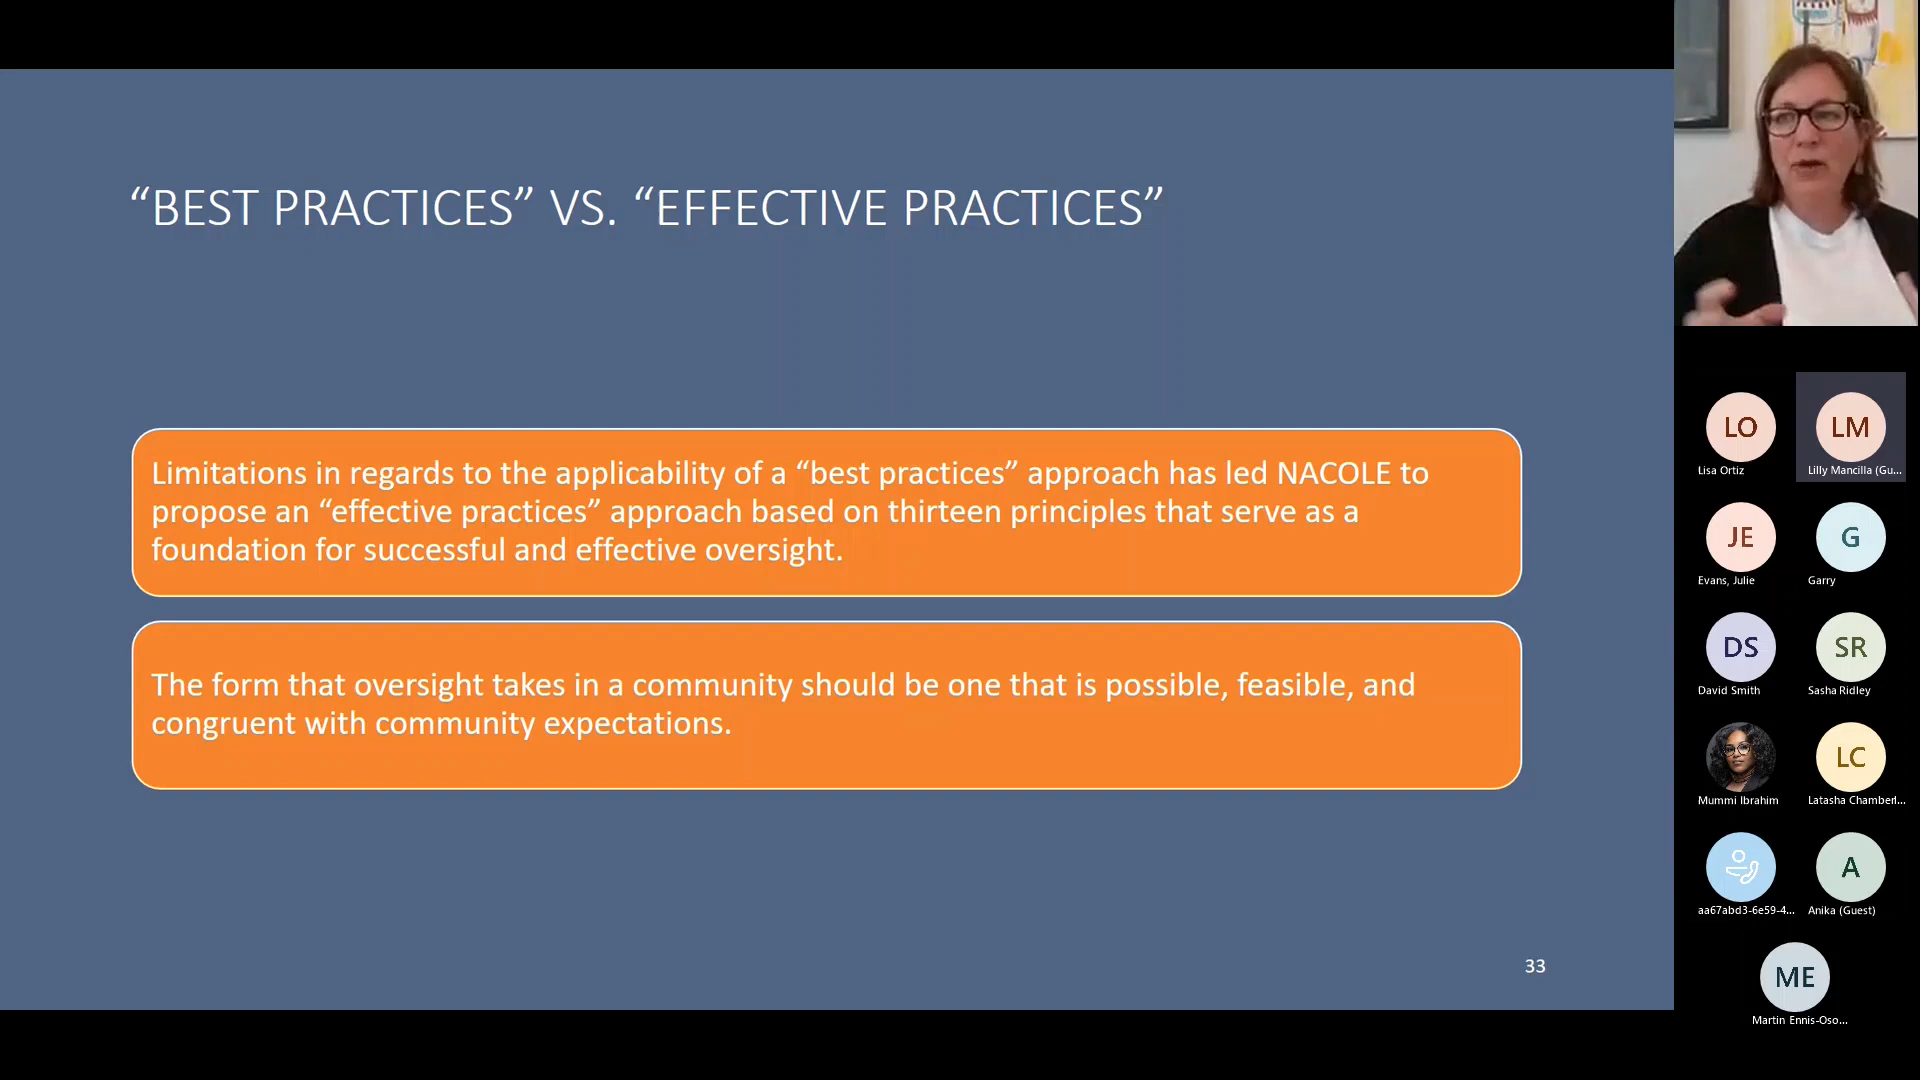 “BEST PRACTICES” VS. “EFFECTIVE PRACTICES”
Limitations in regards to the applicability of a “best practices” approach has led NACOLE to
propose an “effective practices” approach based on thirteen principles that serve as a
foundation for successful and effective oversight.
The form that oversight takes in a community should be one that is possible, feasible, and
congruent with community expectations.
33
LO
LM
Lisa Ortiz
Lilly Mancilla (Gu...
JE
G
Evans, Julie
Garry
DS
SR
David Smith
Sasha Ridley
LC
Mummi Ibrahim
Latasha Chamberl...
A
aa67abd3-6e59-4...
Anika (Guest)
ME
Martin Ennis-Oso...